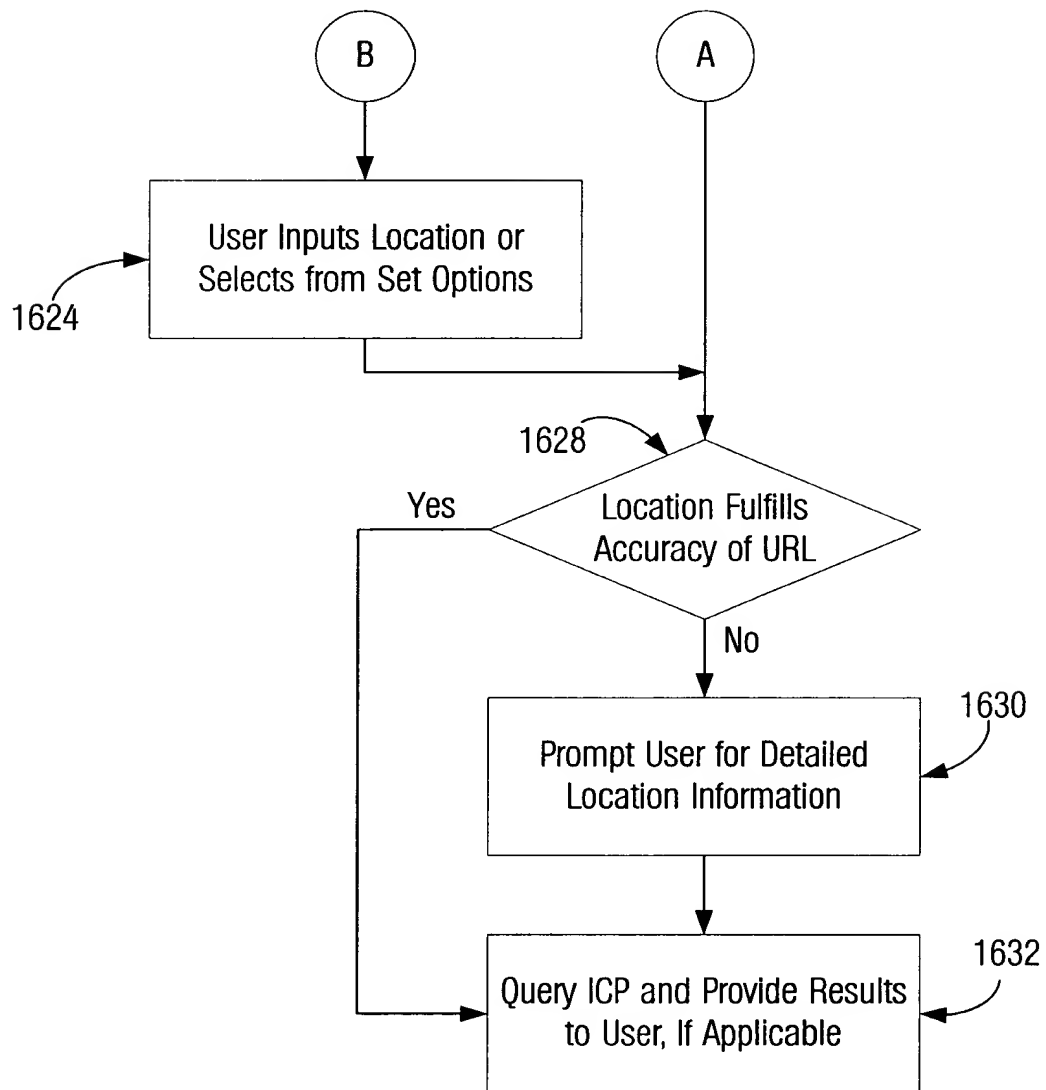 B
A
User Inputs Location or
Selects from Set Options
1624
1628
Location Fulfills
Accuracy of URL
Yes
No
1630
Prompt User for Detailed
Location Information
1632
Query ICP and Provide Results
to User, If Applicable